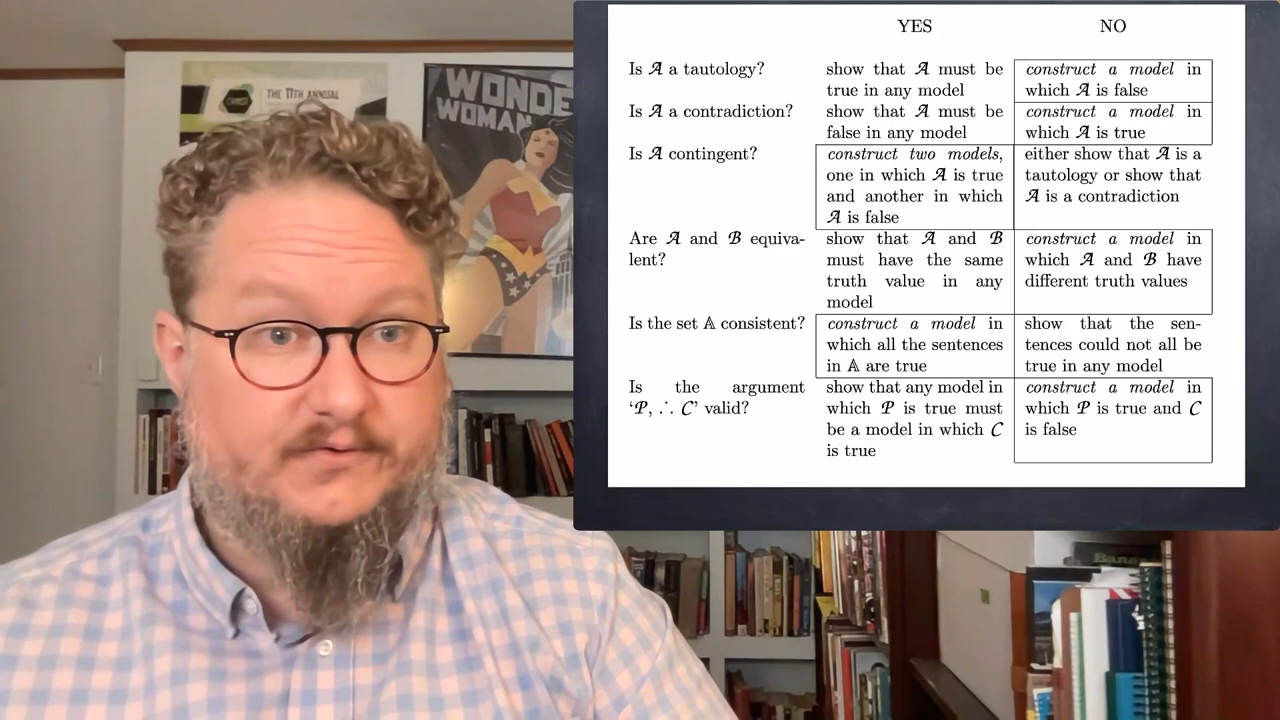 THE 11TH ANNUAL
WONDE
WOMAN
YES NO
Is 𝒜 a tautology? show that 𝒜 must be construct a model in
true in any model which 𝒜 is false
Is 𝒜 a contradiction? show that 𝒜 must be construct a model in
false in any model which 𝒜 is true
Is 𝒜 contingent? construct two models, either show that 𝒜 is a
one in which 𝒜 is true tautology or show that
and another in which 𝒜 is a contradiction
𝒜 is false
Are 𝒜 and ℬ equiva- show that 𝒜 and ℬ construct a model in
lent? must have the same which 𝒜 and ℬ have
truth value in any different truth values
model
Is the set 𝔸 consistent? construct a model in show that the sen-
which all the sentences tences could not all be
in 𝔸 are true true in any model
Is the argument show that any model in construct a model in
‘𝒫, ∴ 𝒞’ valid? which 𝒫 is true must which 𝒫 is true and 𝒞
be a model in which 𝒞 is false
is true